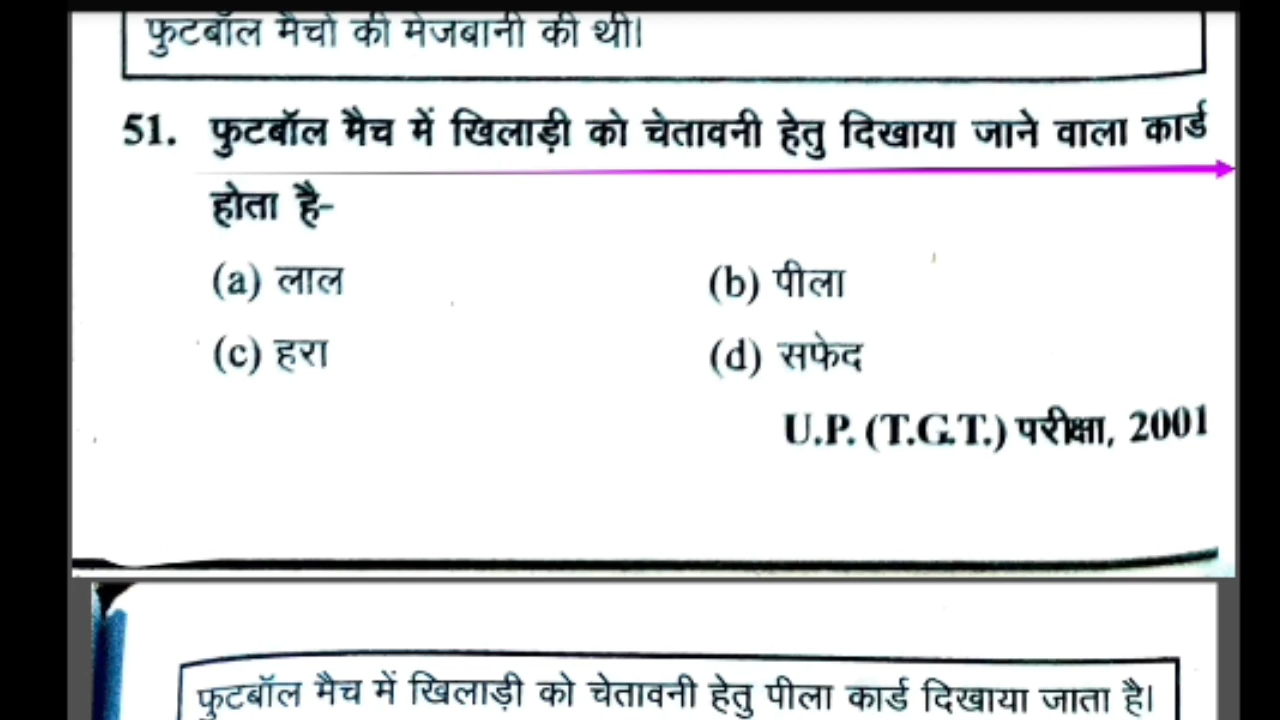 फुटबॉल मैचों की मेजबानी की थी।
51. फुटबॉल मैच में खिलाड़ी को चेतावनी हेतु दिखाया जाने वाला कार्ड
होता है-
(a) लाल (b) पीला
(c) हरा (d) सफेद
U.P. (T.G.T.) परीक्षा, 2001
फुटबॉल मैच में खिलाड़ी को चेतावनी हेतु पीला कार्ड दिखाया जाता है।